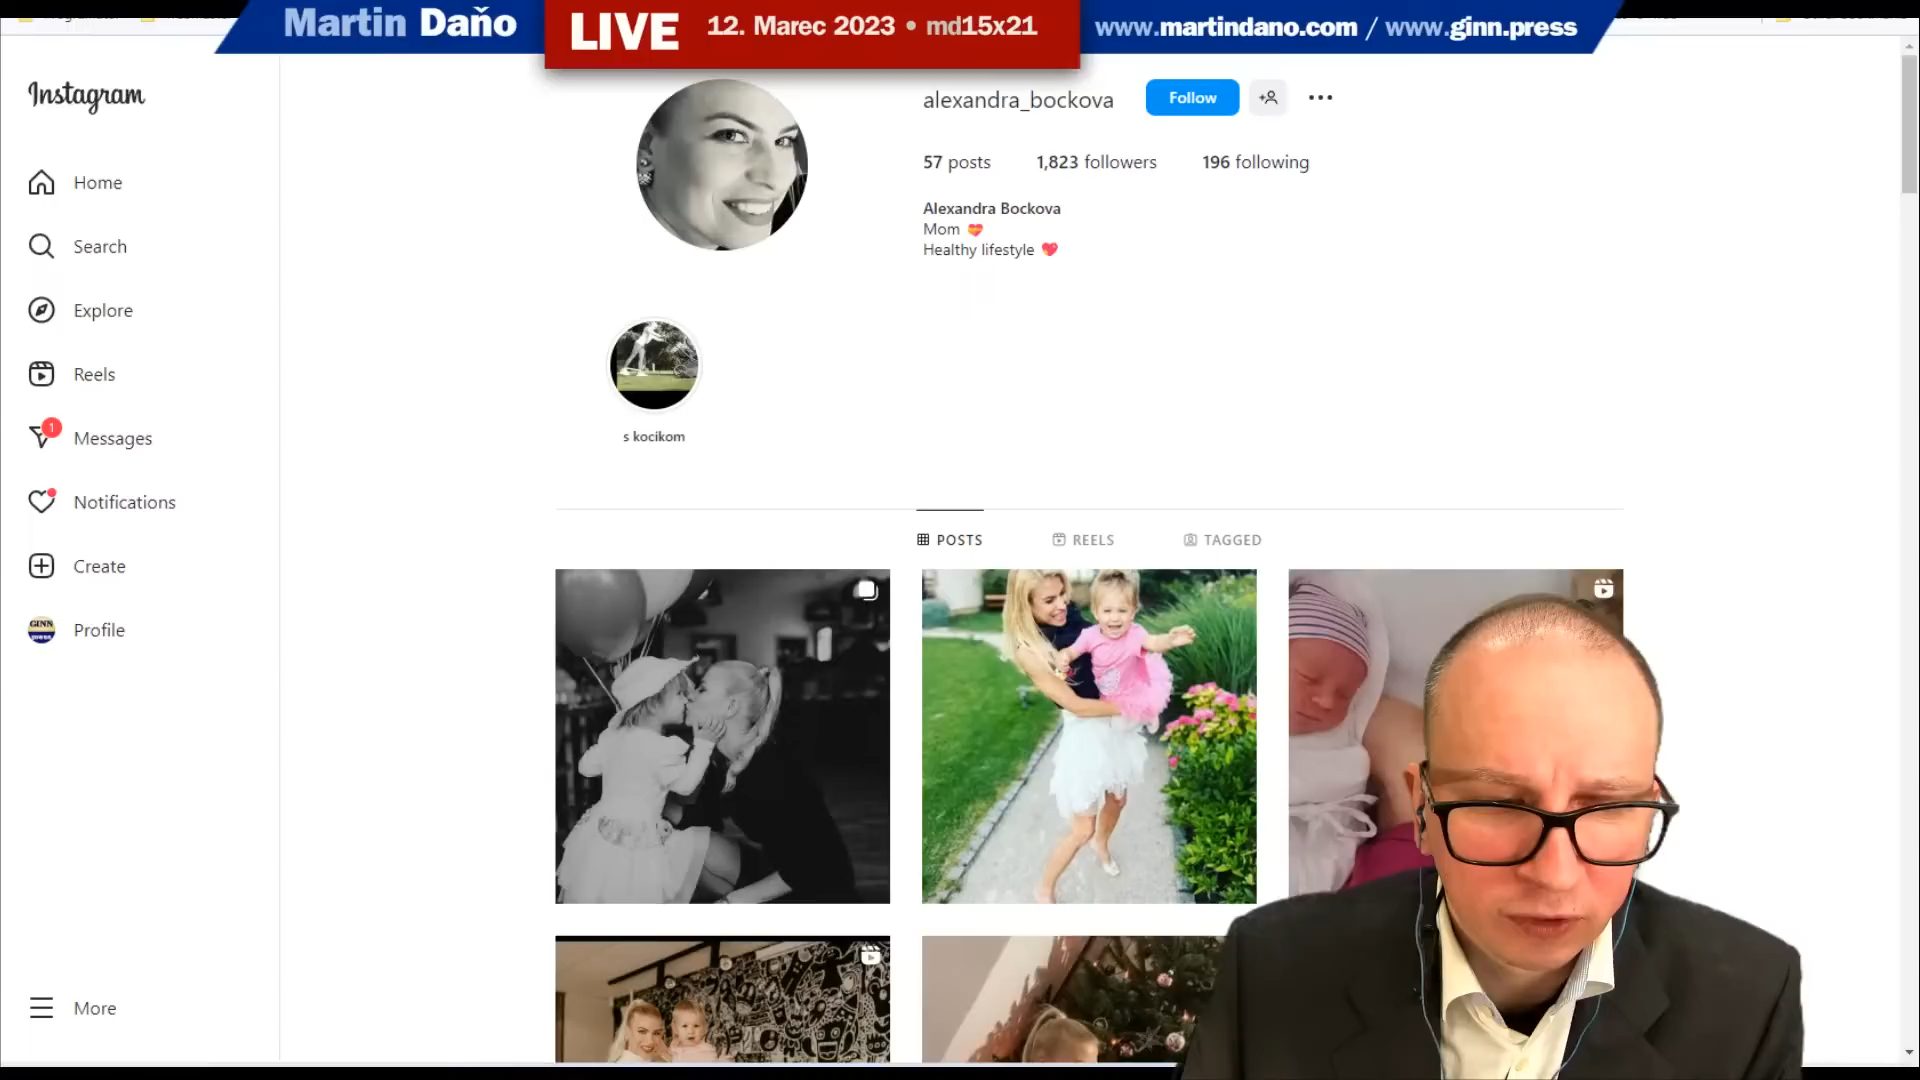 Martin Daňo
LIVE
12. Marec 2023 • md15x21
www.martindano.com / www.ginn.press
Instagram
Home
Search
Explore
Reels
1
Messages
Notifications
Create
GINN
press
Profile
More
alexandra_bockova
Follow
57 posts
1,823 followers
196 following
Alexandra Bockova
Mom 💝
Healthy lifestyle 💖
s kocikom
POSTS
REELS
TAGGED